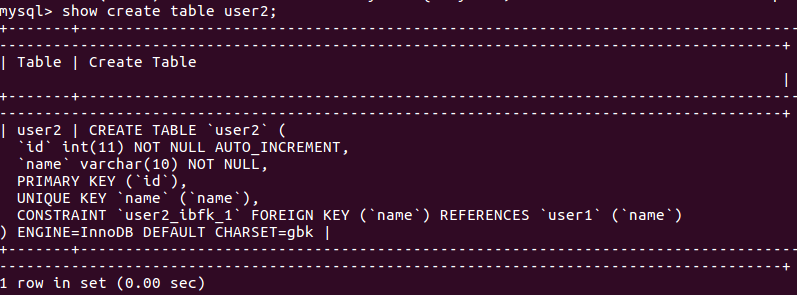 mysql> show create table user2;
+-------+----------------------------------------------------------------------------------------
--------------------------------------------------------------------------------------------------+
| Table | Create Table
|
+-------+----------------------------------------------------------------------------------------
--------------------------------------------------------------------------------------------------+
| user2 | CREATE TABLE `user2` (
  `id` int(11) NOT NULL AUTO_INCREMENT,
  `name` varchar(10) NOT NULL,
  PRIMARY KEY (`id`),
  UNIQUE KEY `name` (`name`),
  CONSTRAINT `user2_ibfk_1` FOREIGN KEY (`name`) REFERENCES `user1` (`name`)
) ENGINE=InnoDB DEFAULT CHARSET=gbk |
+-------+----------------------------------------------------------------------------------------
--------------------------------------------------------------------------------------------------+
1 row in set (0.00 sec)